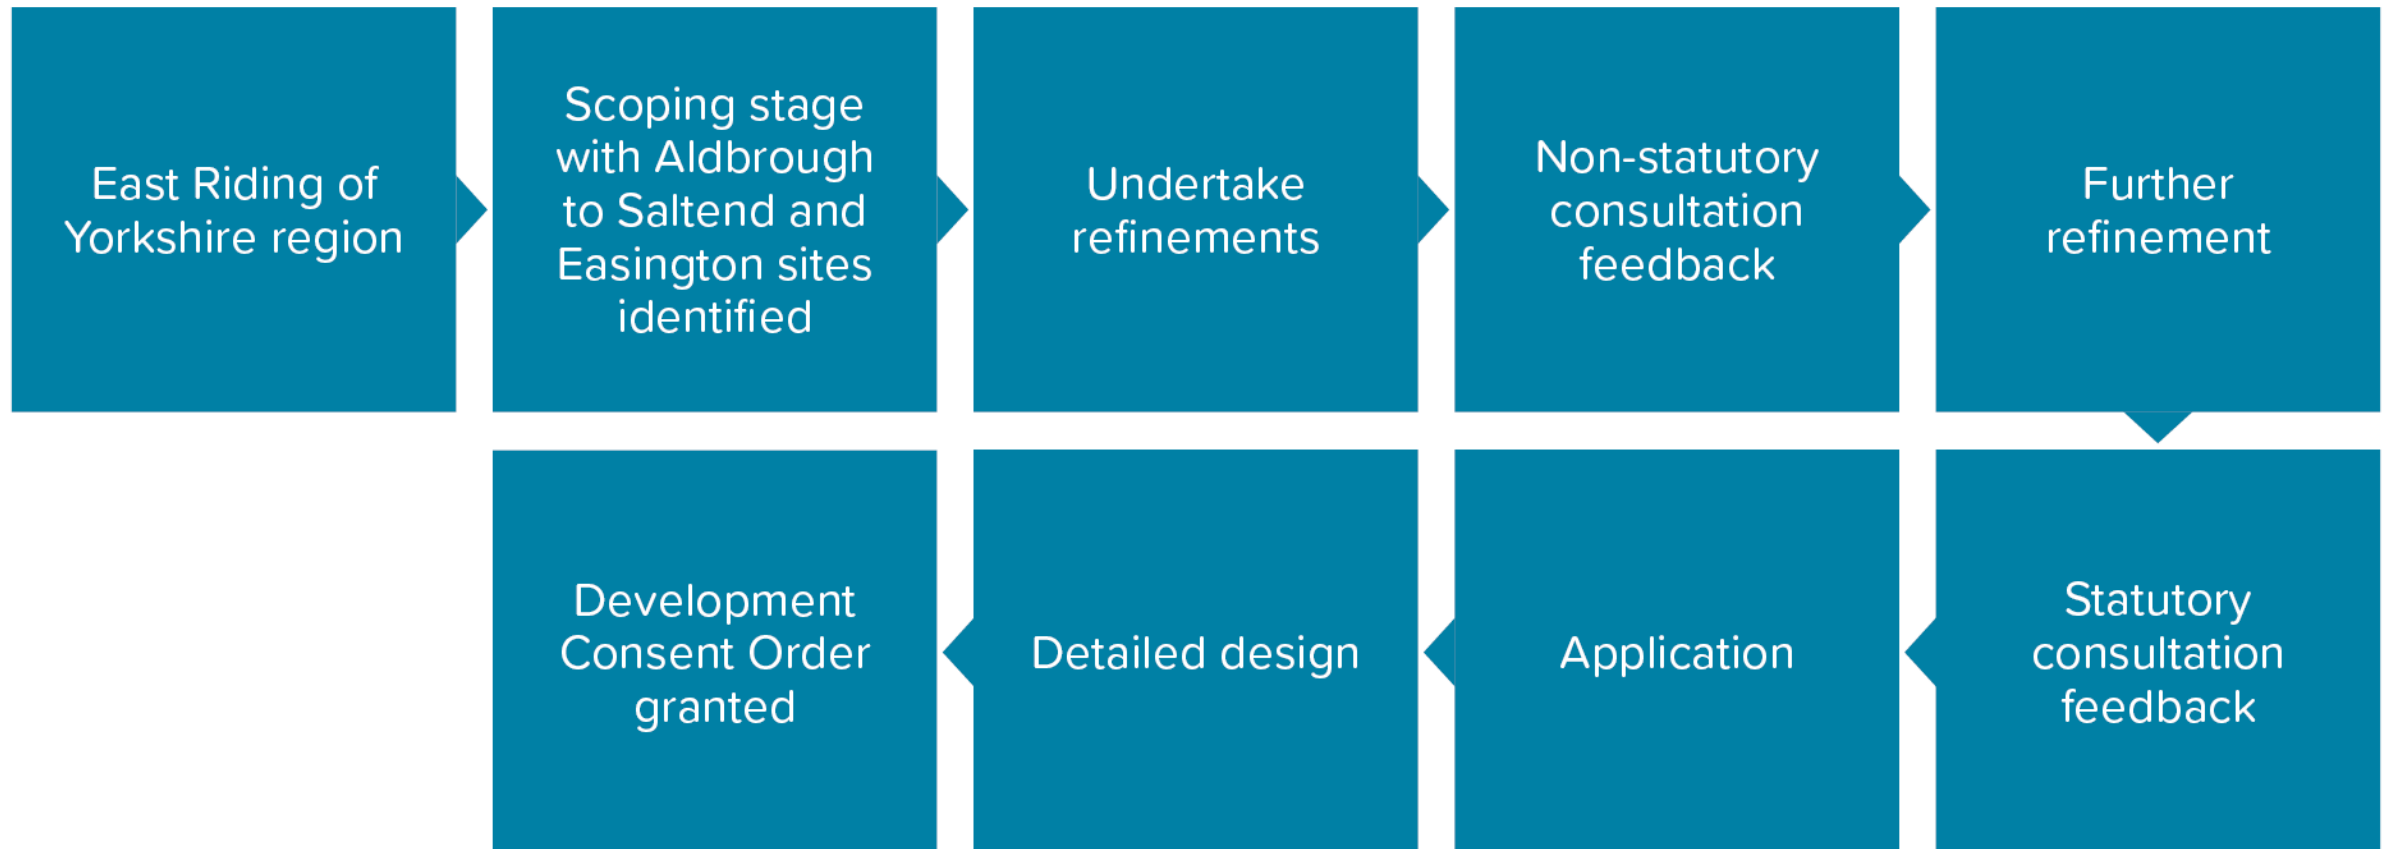 East Riding of
Yorkshire region
Scoping stage
with Aldbrough
to Saltend and
Easington sites
identified
Undertake
refinements
Non-statutory
consultation
feedback
Further
refinement
Statutory
consultation
feedback
Application
Detailed design
Development
Consent Order
granted